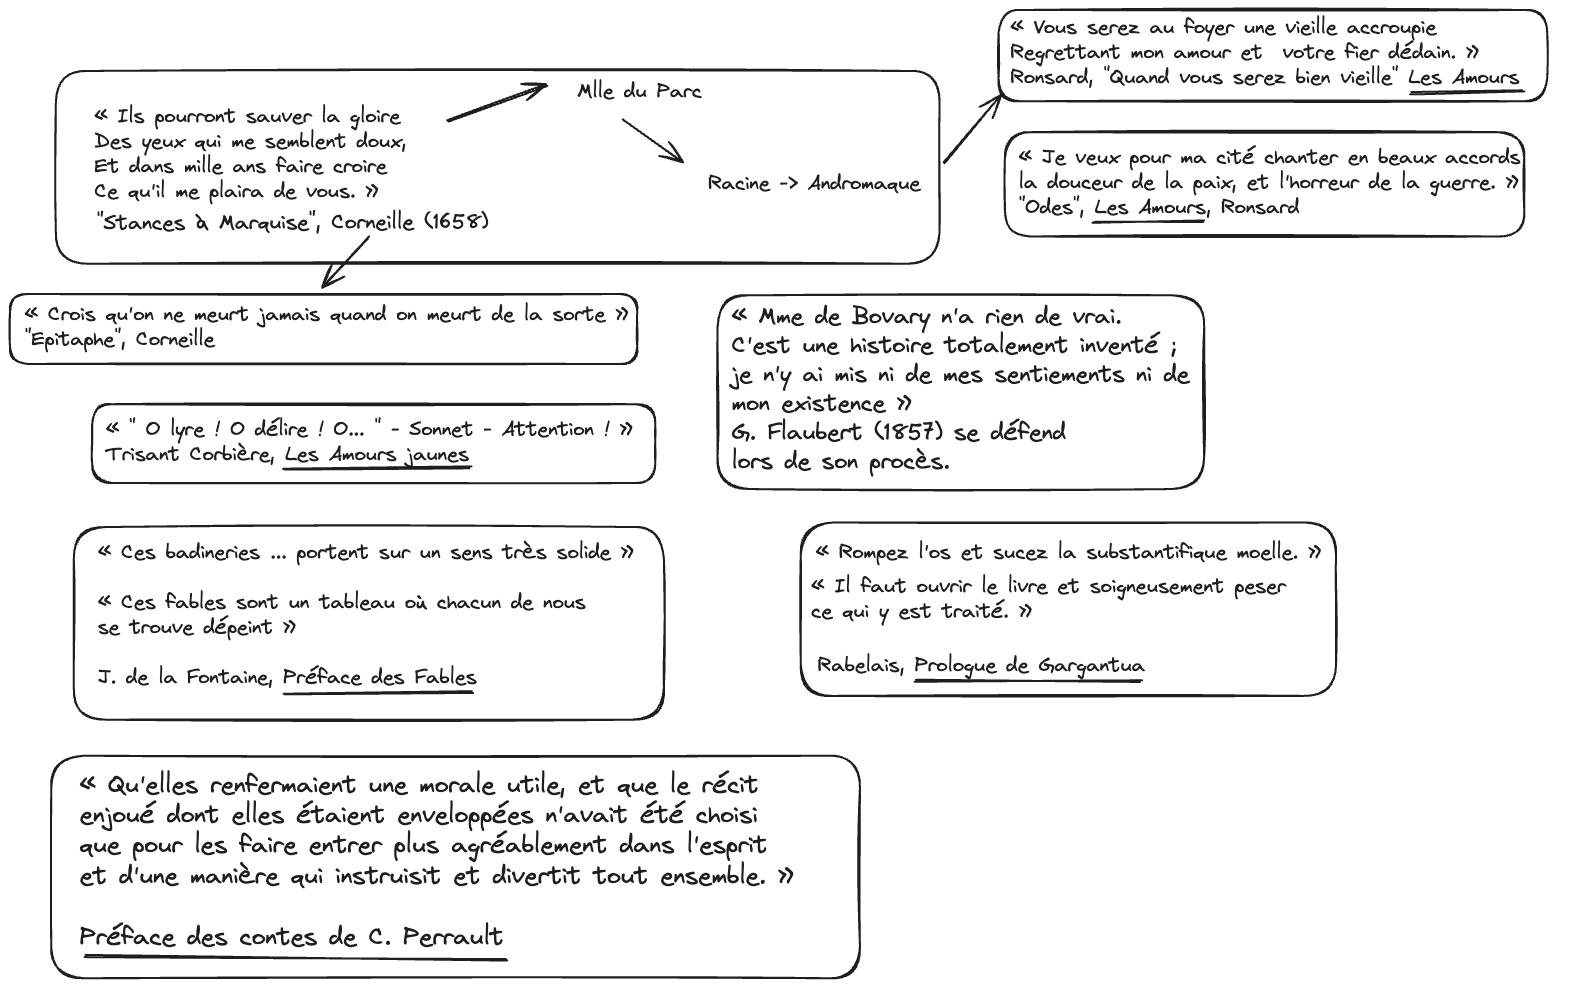 « Vous serez au foyer une vieille accroupie
Regrettant mon amour et votre fier dédain. »
Ronsard, "Quand vous serez bien vieille" Les Amours
« Ils pourront sauver la gloire
Des yeux qui me semblent doux,
Et dans mille ans faire croire
Ce qu'il me plaira de vous. »
"Stances à Marquise", Corneille (1658)
Mlle du Parc
Racine -> Andromaque
« Je veux pour ma cité chanter en beaux accords
la douceur de la paix, et l'horreur de la guerre. »
"Odes", Les Amours, Ronsard
« Crois qu'on ne meurt jamais quand on meurt de la sorte »
"Epitaphe", Corneille
« Mme de Bovary n'a rien de vrai.
C'est une histoire totalement inventé ;
je n'y ai mis ni de mes sentiements ni de
mon existence »
G. Flaubert (1857) se défend
lors de son procès.
« " O lyre ! O délire ! O... " - Sonnet - Attention ! »
Trisant Corbière, Les Amours jaunes
« Ces badineries ... portent sur un sens très solide »
« Ces fables sont un tableau où chacun de nous
se trouve dépeint »
J. de la Fontaine, Préface des Fables
« Rompez l'os et sucez la substantifique moelle. »
« Il faut ouvrir le livre et soigneusement peser
ce qui y est traité. »
Rabelais, Prologue de Gargantua
« Qu'elles renfermaient une morale utile, et que le récit
enjoué dont elles étaient enveloppées n'avait été choisi
que pour les faire entrer plus agréablement dans l'esprit
et d'une manière qui instruisit et divertit tout ensemble. »
Préface des contes de C. Perrault